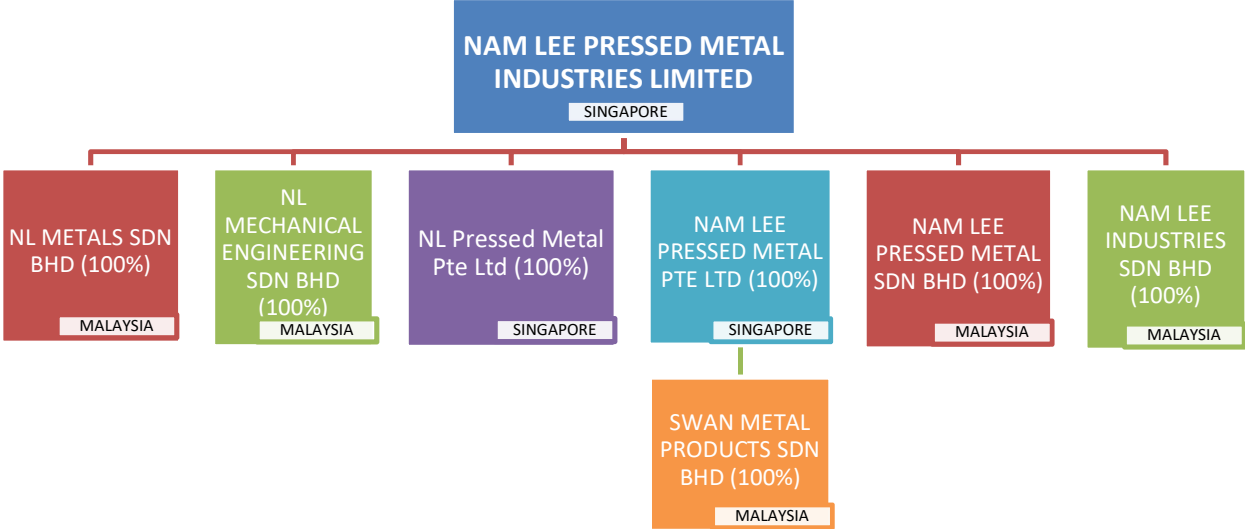 NAM LEE PRESSED METAL
INDUSTRIES LIMITED
SINGAPORE
NL METALS SDN
BHD (100%)
MALAYSIA
NL
MECHANICAL
ENGINEERING
SDN BHD
(100%)
MALAYSIA
NL Pressed Metal
Pte Ltd (100%)
SINGAPORE
NAM LEE
PRESSED METAL
PTE LTD (100%)
SINGAPORE
NAM LEE
PRESSED METAL
SDN BHD (100%)
MALAYSIA
NAM LEE
INDUSTRIES
SDN BHD
(100%)
MALAYSIA
SWAN METAL
PRODUCTS SDN
BHD (100%)
MALAYSIA